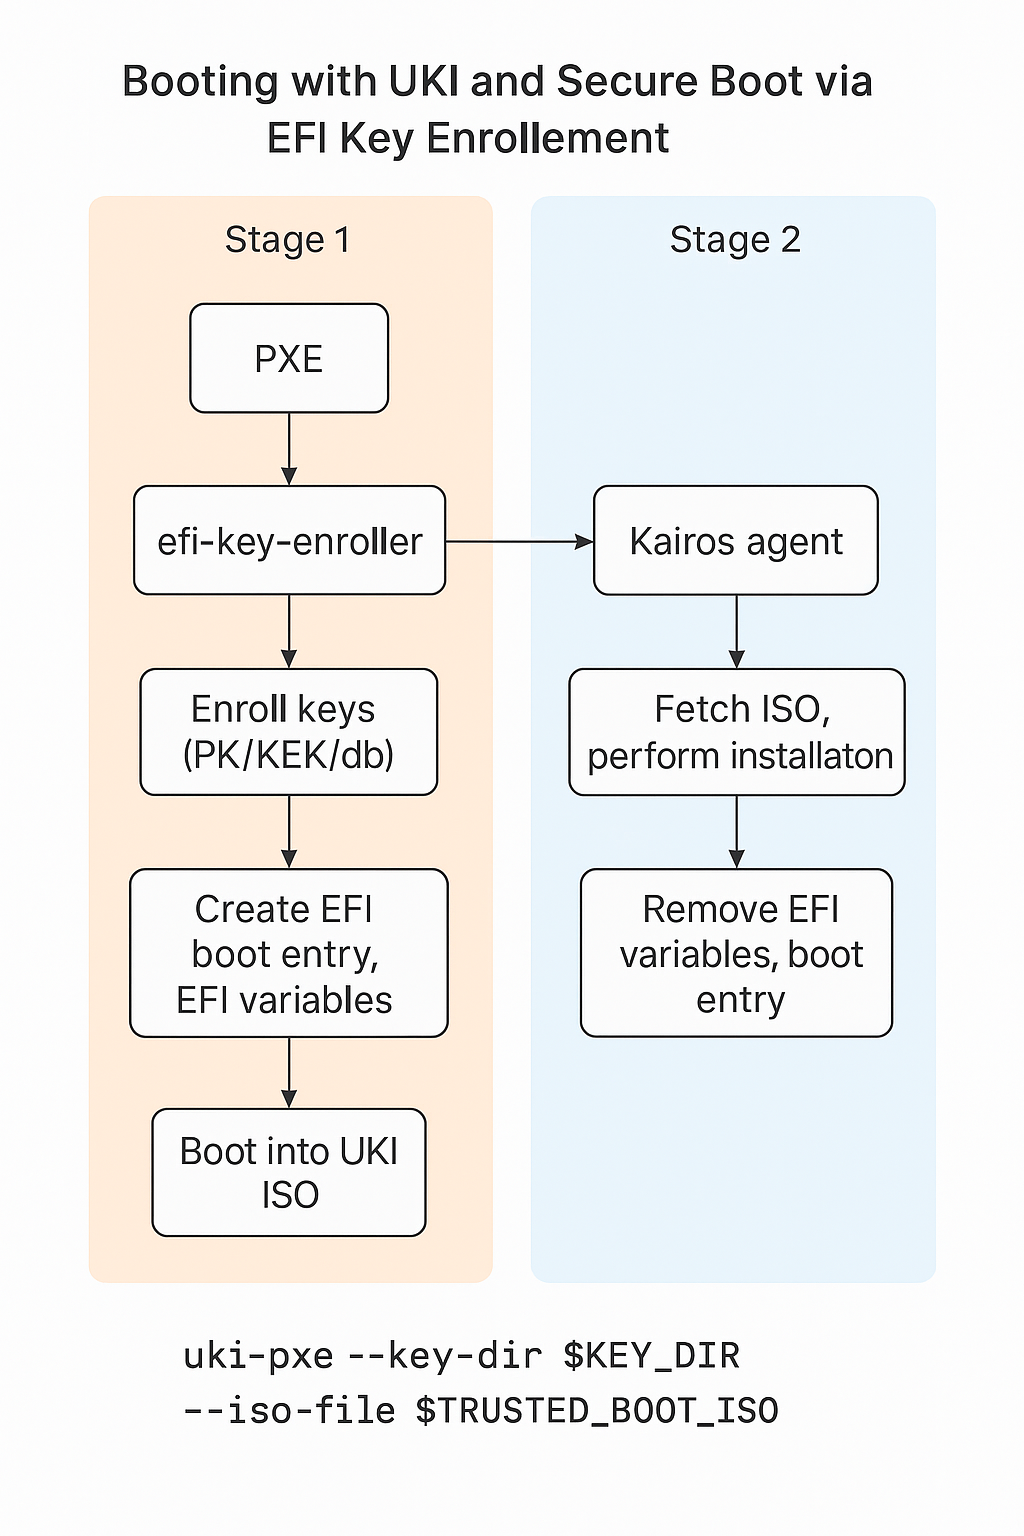 Booting with UKI and Secure Boot via
EFI Key Enrollement
Stage 1
PXE
efi-key-enroller
Enroll keys
(PK/KEK/db)
Create EFI
boot entry,
EFI variables
Boot into UKI
ISO
Stage 2
Kairos agent
Fetch ISO,
perform installaton
Remove EFI
variables, boot
entry
uki-pxe --key-dir $KEY_DIR
--iso-file $TRUSTED_BOOT_ISO